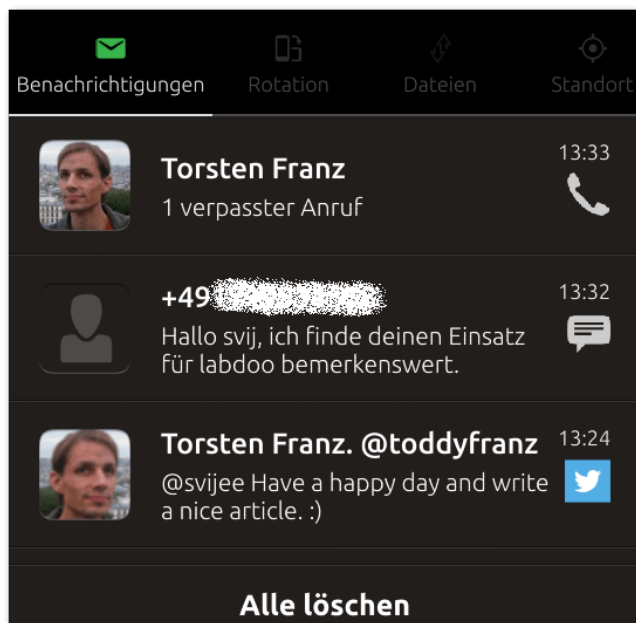 Benachrichtigungen Rotation Dateien Standort
Torsten Franz 13:33
1 verpasster Anruf
+49 13:32
Hallo svij, ich finde deinen Einsatz
für labdoo bemerkenswert.
Torsten Franz. @toddyfranz 13:24
@svijee Have a happy day and write
a nice article. :)
Alle löschen